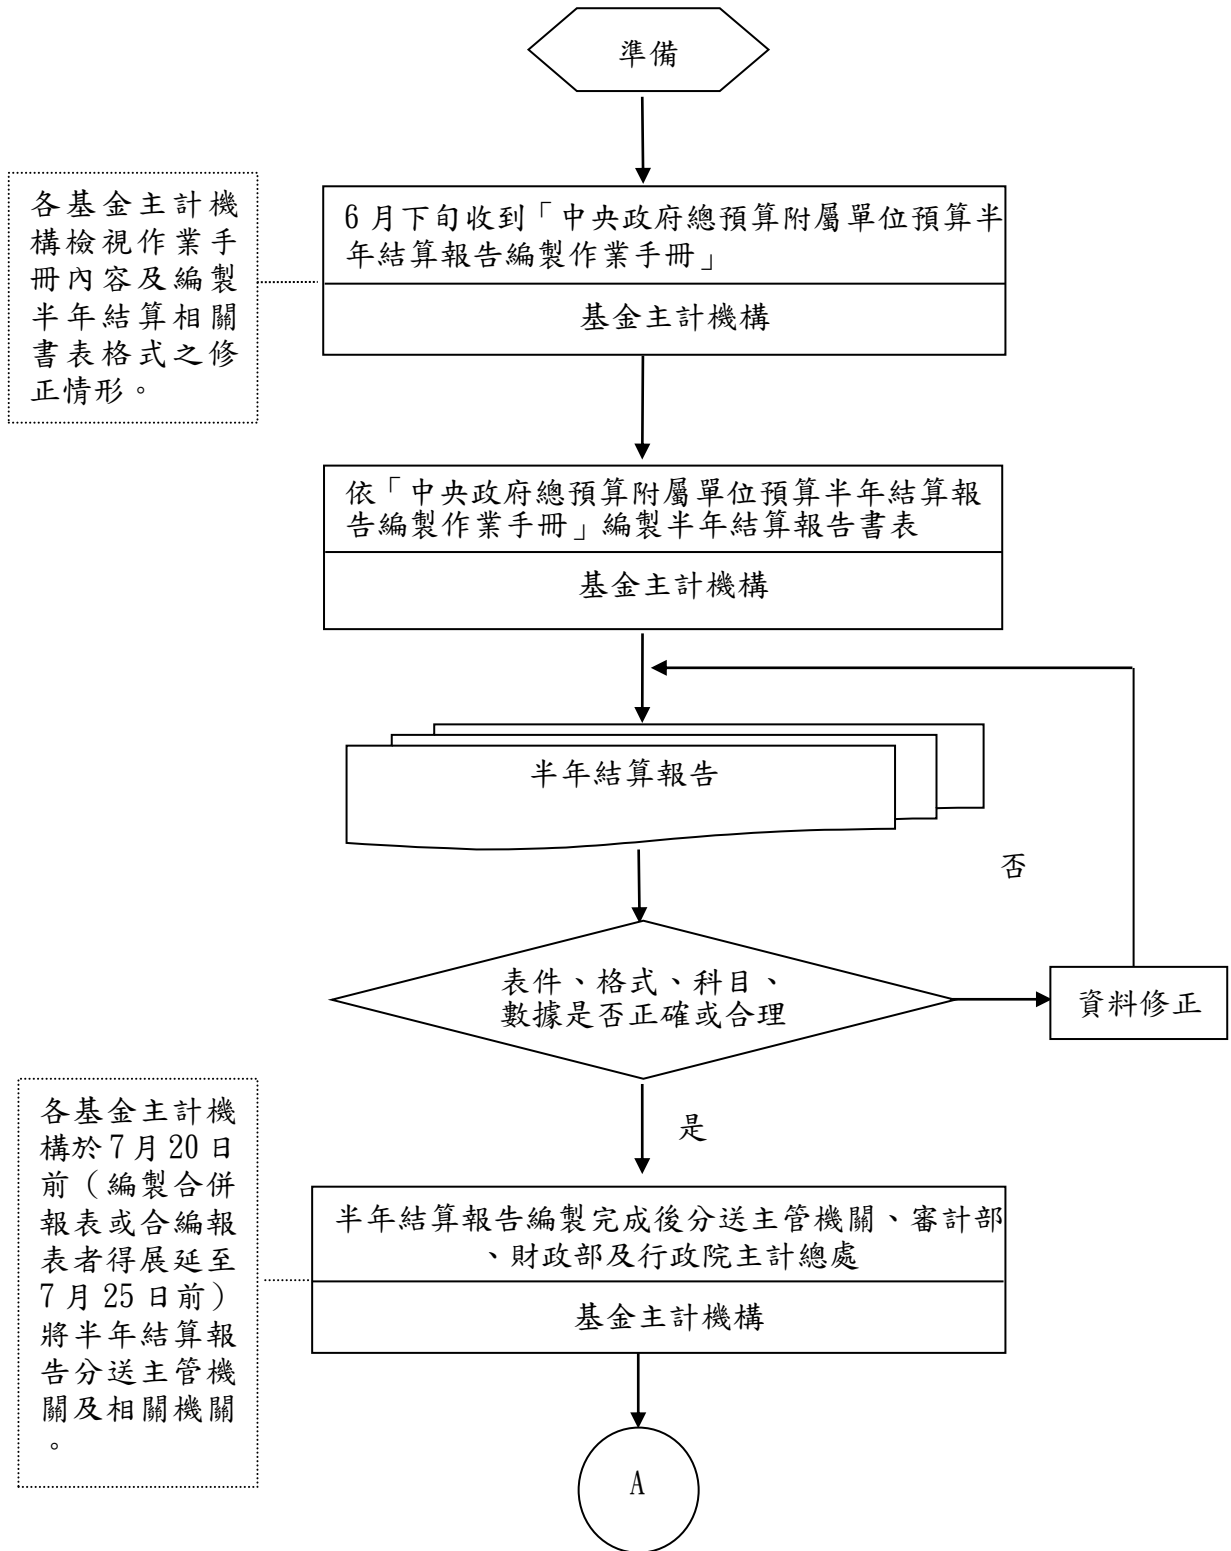 準備
各基金主計機
構檢視作業手
冊內容及編製
半年結算相關
書表格式之修
正情形。
6月下旬收到「中央政府總預算附屬單位預算半
年結算報告編製作業手冊」
基金主計機構
依「中央政府總預算附屬單位預算半年結算報
告編製作業手冊」編製半年結算報告書表
基金主計機構
半年結算報告
否
表件、格式、科目、
數據是否正確或合理
資料修正
是
各基金主計機
構於7月20日
前（編製合併
報表或合編報
表者得展延至
7月25日前）
將半年結算報
告分送主管機
關及相關機關
。
半年結算報告編製完成後分送主管機關、審計部
、財政部及行政院主計總處
基金主計機構
A